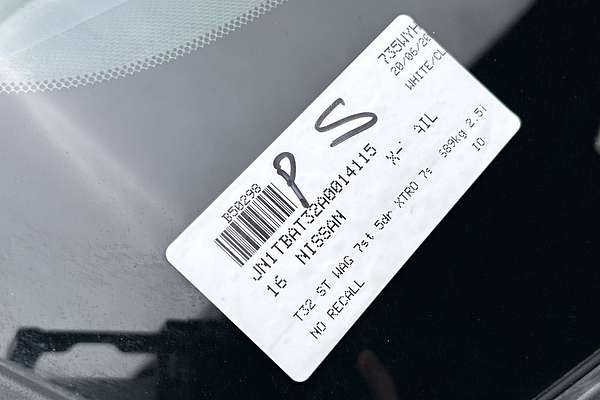 735WYH
20/06/20
WHITE/CL
P S
B50298
JN1TBAT32A0014115
16 NISSAN X-TRAIL
T32 ST WAG 7st 5dr XTRO 7s 2.5i
NO RECALL IO